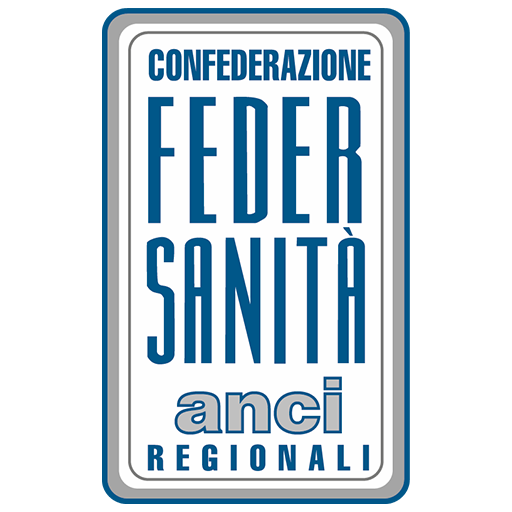 CONFEDERAZIONE
FEDER
SANITÀ
anci
REGIONALI